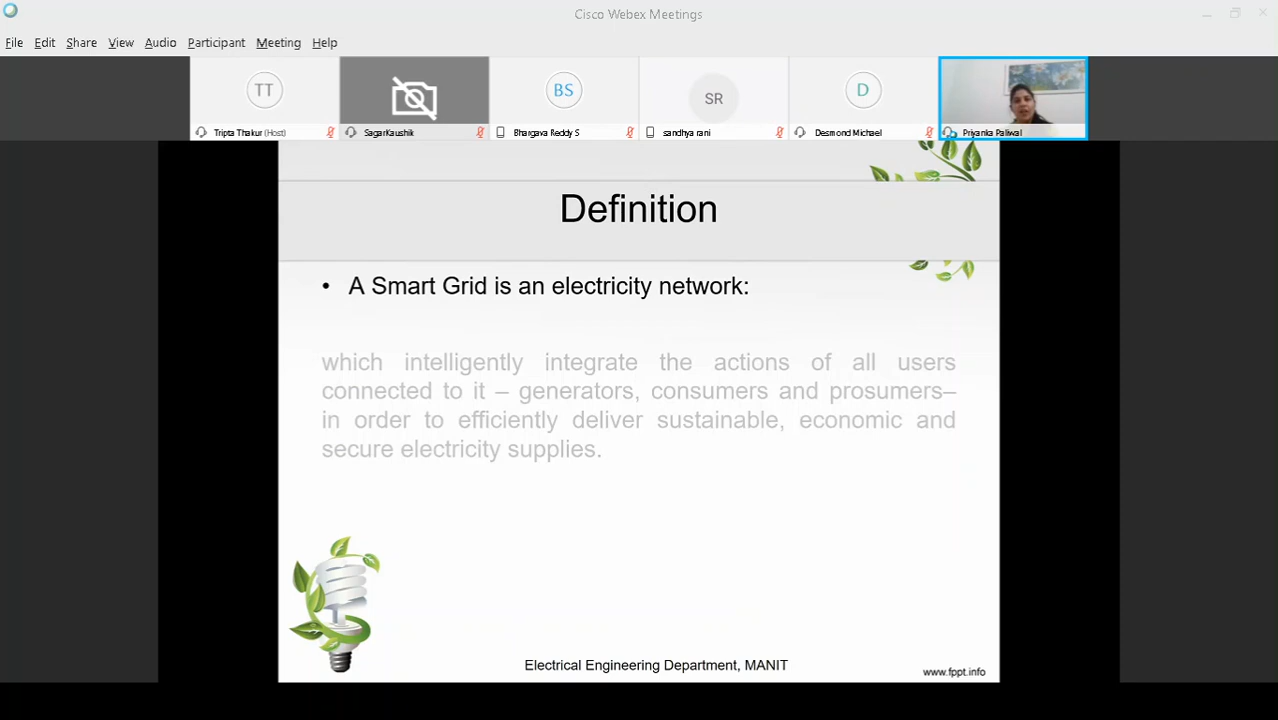 Cisco Webex Meetings
File Edit Share View Audio Participant Meeting Help
TT
BS
SR
D
Tripta Thakur (Host)
SagarKaushik
Bhargava Reddy S
sandhya rani
Desmond Michael
Priyanka Paliwal
Definition
• A Smart Grid is an electricity network:
which intelligently integrate the actions of all users
connected to it – generators, consumers and prosumers–
in order to efficiently deliver sustainable, economic and
secure electricity supplies.
Electrical Engineering Department, MANIT
www.fppt.info